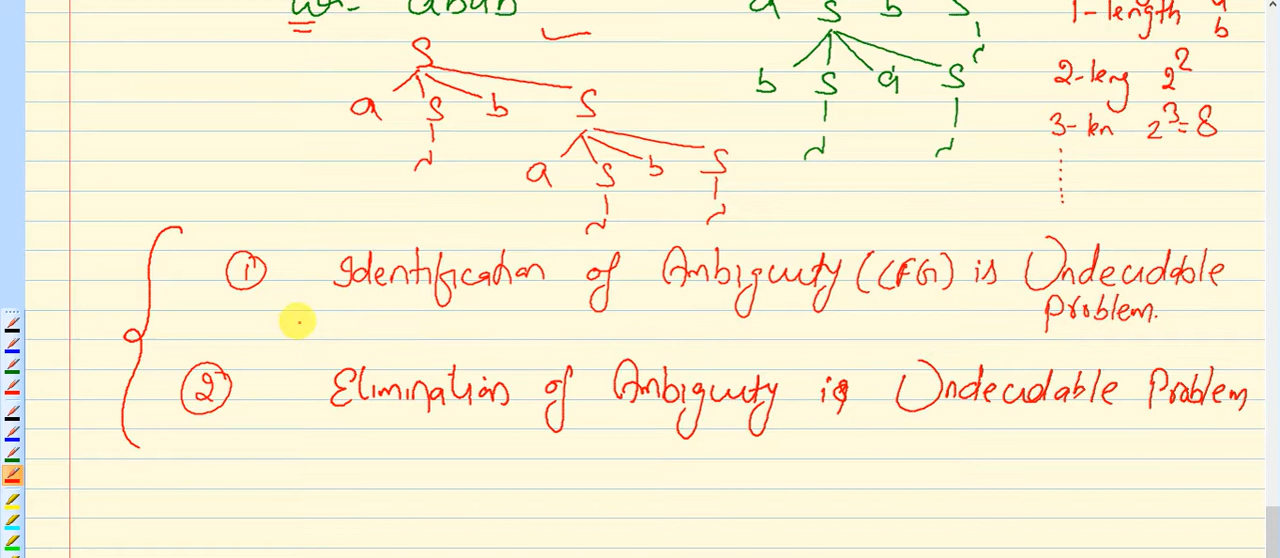 w = abab
a S b S
1-length a
b
S
b S a S
2-leng 2²
a S b S
3-len 2³=8
~ ~ ~
a S b S
~ ~
① Identification of Ambiguity (CFG) is Undecidable
Problem.
② Elimination of Ambiguity is Undecidable Problem